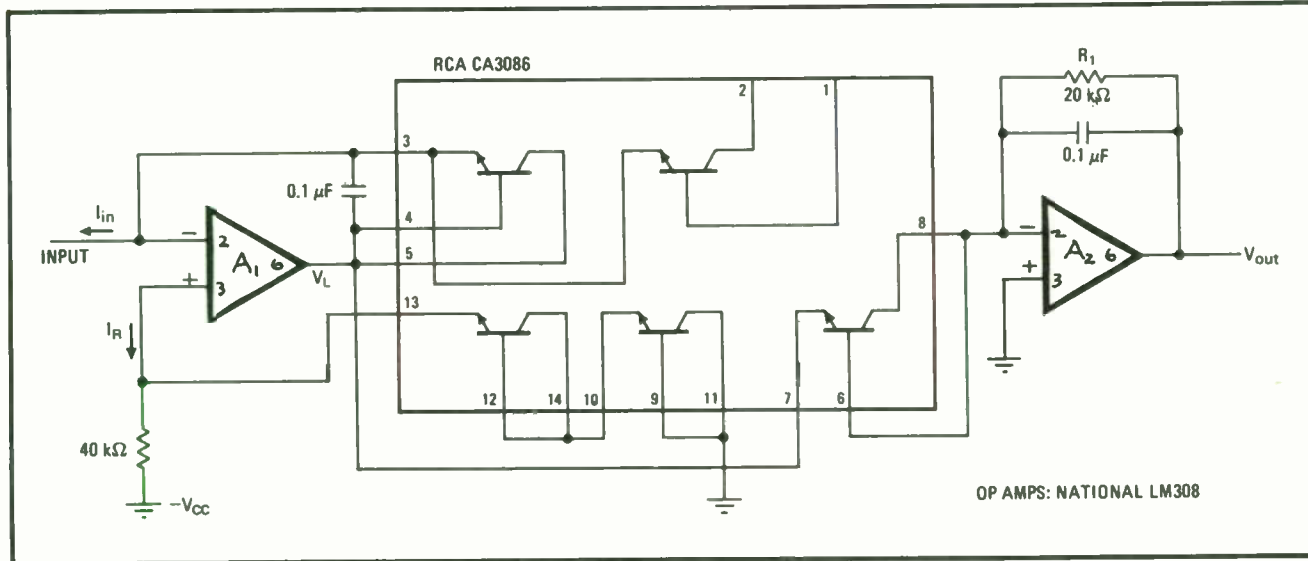 RCA CA3086
R1
20 kΩ
2
1
3
0.1 μF
0.1 μF
Iin
4
8
INPUT
-
2
A1
6
5
-
2
A2
6
+
3
VL
+
3
Vout
13
IR
12
14
10
9
11
7
6
40 kΩ
-VCC
OP AMPS: NATIONAL LM308